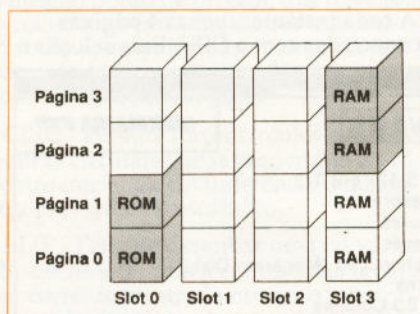 Página 3 RAM
Página 2 RAM
Página 1 ROM RAM
Página 0 ROM RAM
Slot 0 Slot 1 Slot 2 Slot 3